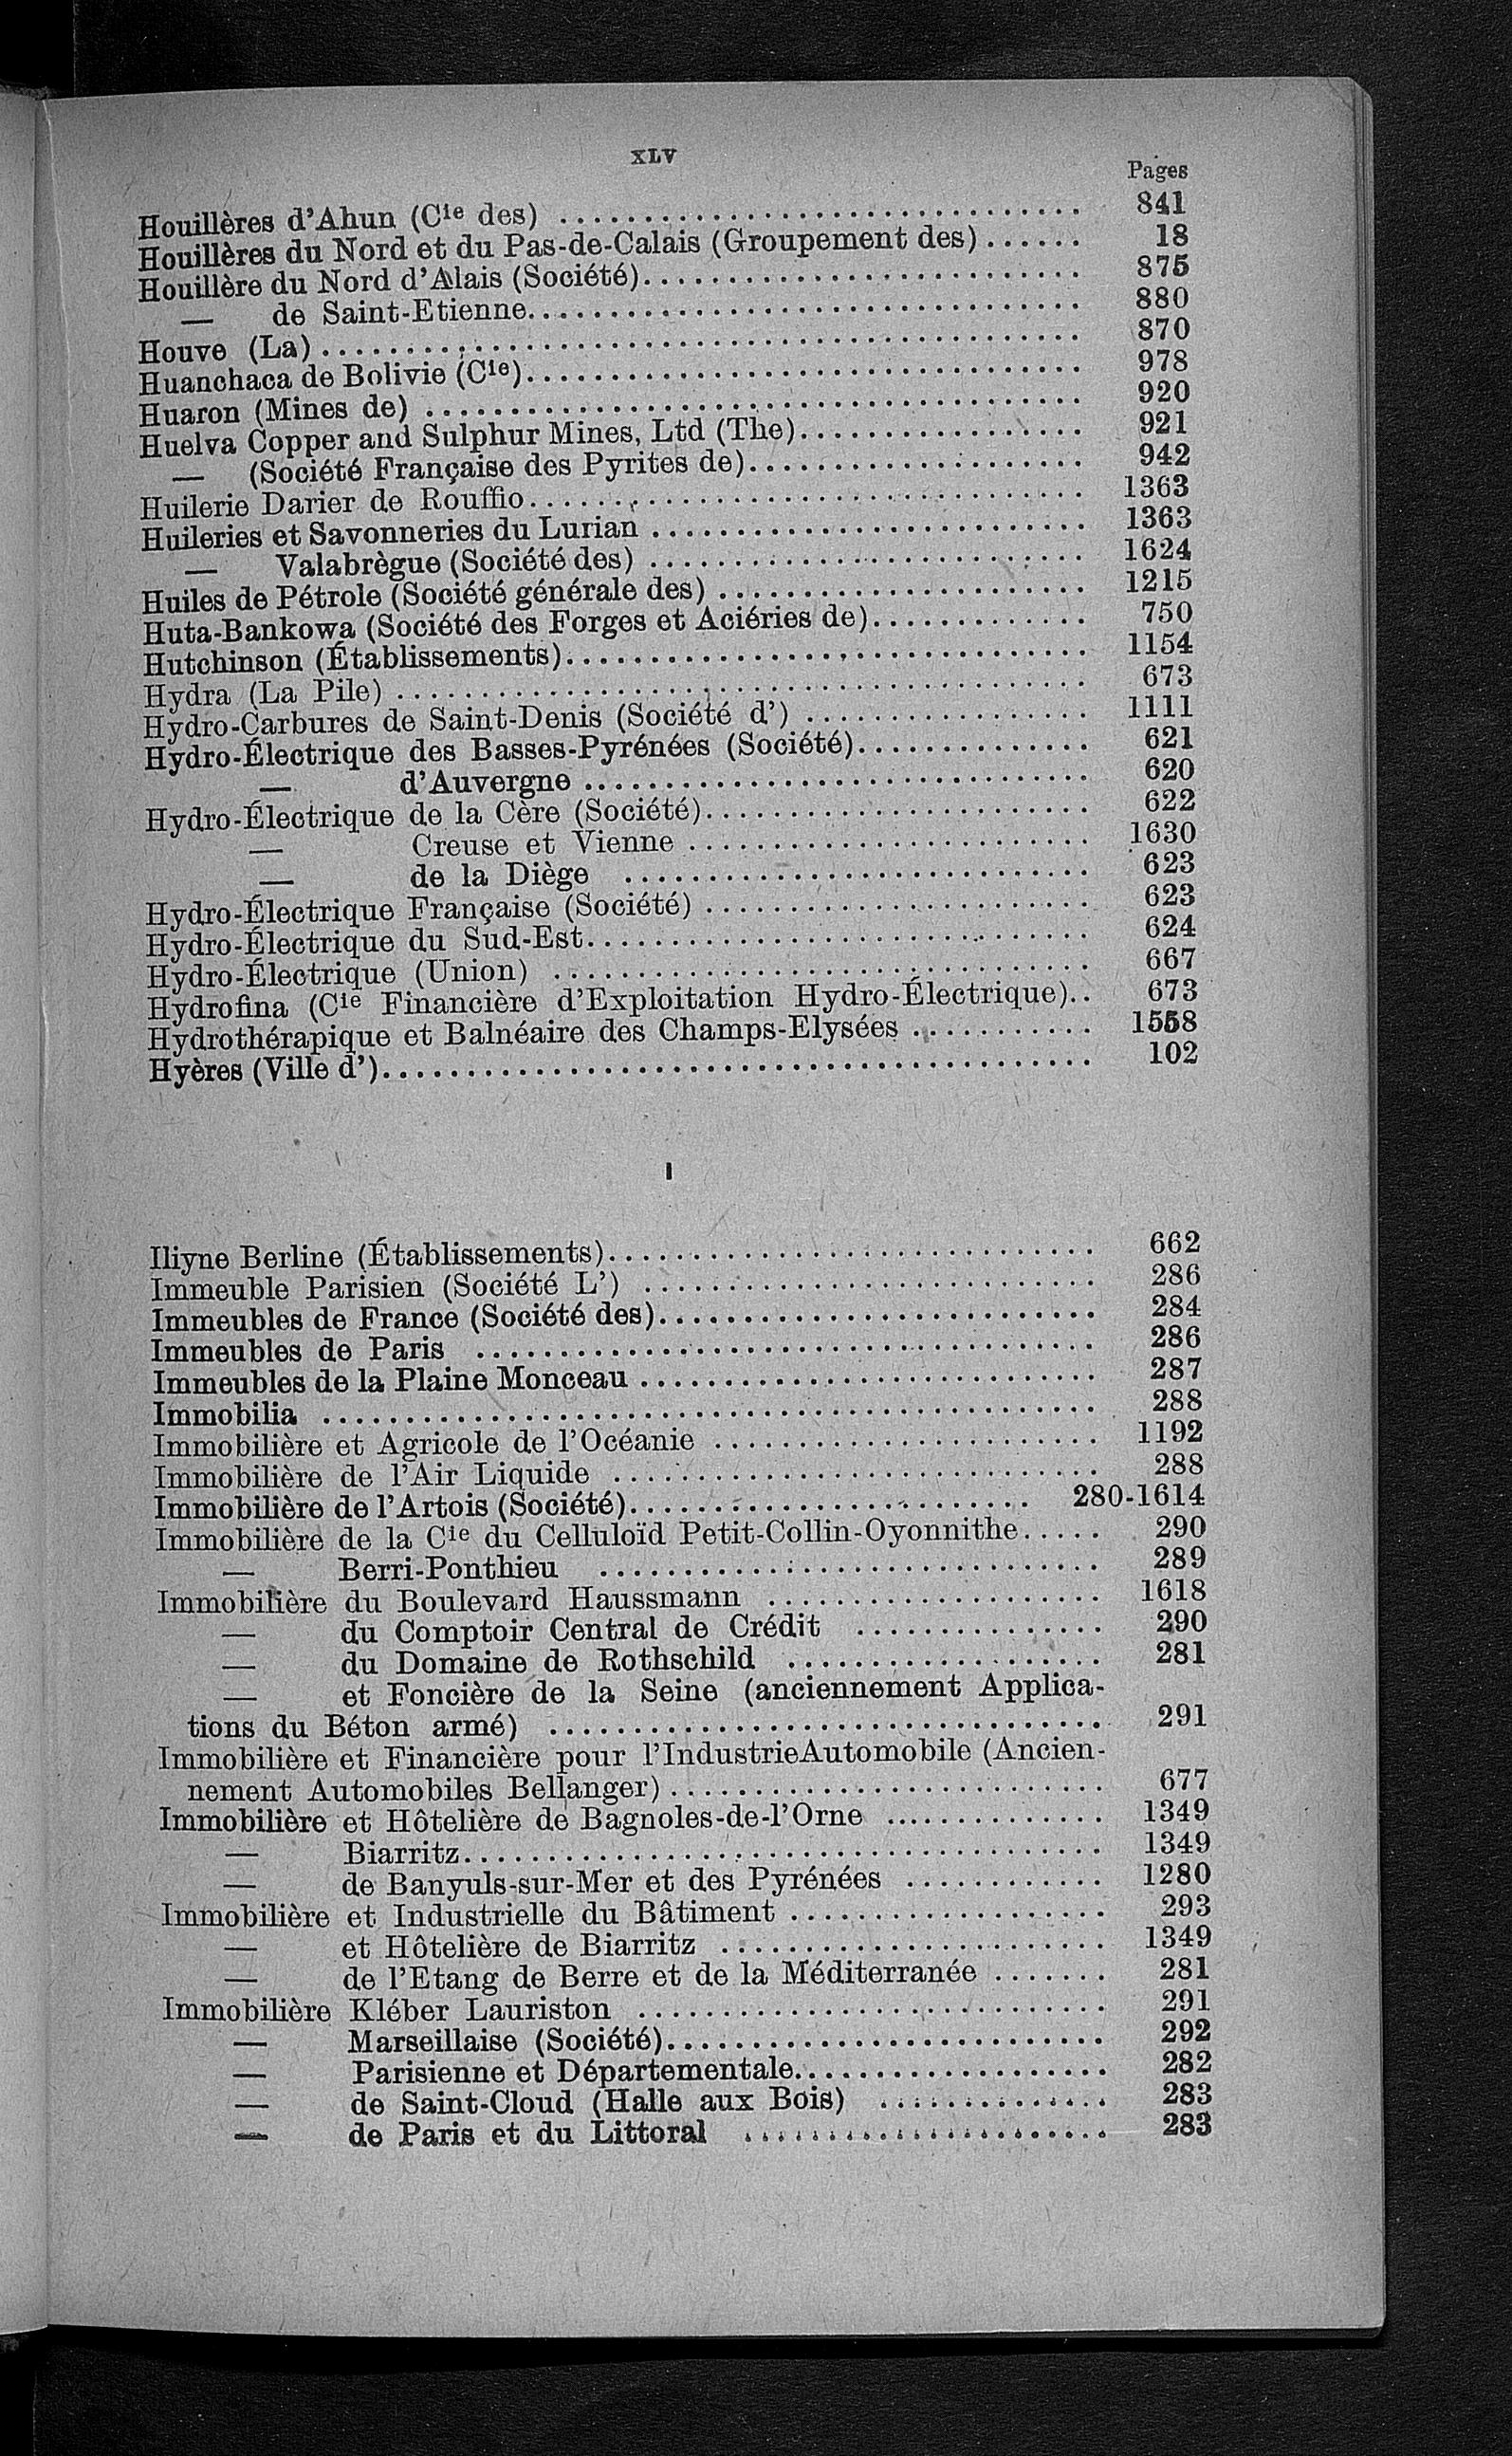 XLV
Pages
Houillères d'Ahun (Cie des) .......... 841
Houillères du Nord et du Pas-de-Calais (Groupement des) ...... 18
Houillère du Nord d'Alais (Société).......... 875
— de Saint-Etienne.......... 880
Houve (La) .......... 870
Huanchaca de Bolivie (Cie).......... 978
Huaron (Mines de) .......... 920
Huelva Copper and Sulphur Mines, Ltd (The).......... 921
— (Société Française des Pyrites de).......... 942
Huilerie Darier de Rouffio.......... 1363
Huileries et Savonneries du Lurian .......... 1363
— Valabrègue (Société des) .......... 1624
Huiles de Pétrole (Société générale des) .......... 1215
Huta-Bankowa (Société des Forges et Aciéries de).......... 750
Hutchinson (Établissements).......... 1154
Hydra (La Pile) .......... 673
Hydro-Carbures de Saint-Denis (Société d') .......... 1111
Hydro-Électrique des Basses-Pyrénées (Société).......... 621
— d'Auvergne .......... 620
Hydro-Électrique de la Cère (Société).......... 622
— Creuse et Vienne .......... 1630
— de la Diège .......... 623
Hydro-Électrique Française (Société) .......... 623
Hydro-Électrique du Sud-Est.......... 624
Hydro-Électrique (Union) .......... 667
Hydrofina (Cie Financière d'Exploitation Hydro-Électrique).. 673
Hydrothérapique et Balnéaire des Champs-Elysées .......... 1558
Hyères (Ville d').......... 102
I
Iliyne Berline (Établissements).......... 662
Immeuble Parisien (Société L') .......... 286
Immeubles de France (Société des).......... 284
Immeubles de Paris .......... 286
Immeubles de la Plaine Monceau .......... 287
Immobilia .......... 288
Immobilière et Agricole de l'Océanie .......... 1192
Immobilière de l'Air Liquide .......... 288
Immobilière de l'Artois (Société).......... 280-1614
Immobilière de la Cie du Celluloïd Petit-Collin-Oyonnithe..... 290
— Berri-Ponthieu .......... 289
Immobilière du Boulevard Haussmann .......... 1618
— du Comptoir Central de Crédit .......... 290
— du Domaine de Rothschild .......... 281
— et Foncière de la Seine (anciennement Applica-
tions du Béton armé) .......... 291
Immobilière et Financière pour l'IndustrieAutomobile (Ancien-
nement Automobiles Bellanger) .......... 677
Immobilière et Hôtelière de Bagnoles-de-l'Orne .......... 1349
— Biarritz.......... 1349
— de Banyuls-sur-Mer et des Pyrénées .......... 1280
Immobilière et Industrielle du Bâtiment .......... 293
— et Hôtelière de Biarritz .......... 1349
— de l'Etang de Berre et de la Méditerranée ....... 281
Immobilière Kléber Lauriston .......... 291
— Marseillaise (Société).......... 292
— Parisienne et Départementale.......... 282
— de Saint-Cloud (Halle aux Bois) .......... 283
— de Paris et du Littoral .......... 283